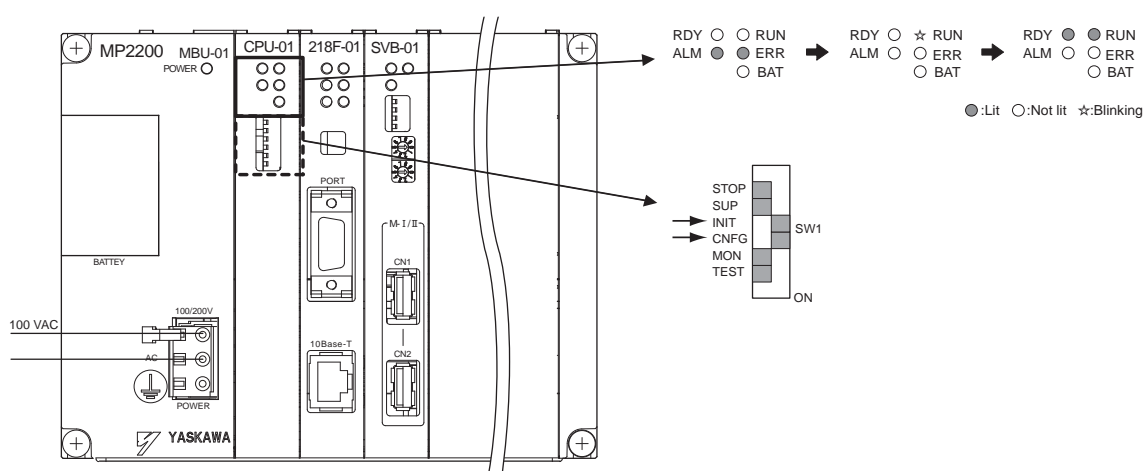 MP2200
MBU-01
CPU-01
218F-01
SVB-01
POWER
BATTEY
100 VAC
100/200V
AC
POWER
YASKAWA
PORT
10Base-T
M-I/II
CN1
CN2
RDY RUN
ALM ERR
BAT
RDY ☆ RUN
ALM ERR
BAT
RDY RUN
ALM ERR
BAT
:Lit :Not lit ☆:Blinking
STOP
SUP
INIT
CNFG
MON
TEST
SW1
ON